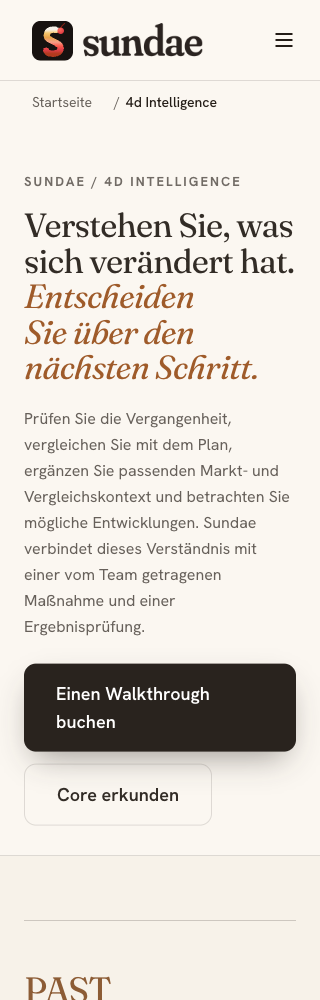 sundae
Startseite / 4d Intelligence
SUNDAE / 4D INTELLIGENCE
Verstehen Sie, was
sich verändert hat.
Entscheiden
Sie über den
nächsten Schritt.
Prüfen Sie die Vergangenheit,
vergleichen Sie mit dem Plan,
ergänzen Sie passenden Markt- und
Vergleichskontext und betrachten Sie
mögliche Entwicklungen. Sundae
verbindet dieses Verständnis mit
einer vom Team getragenen
Maßnahme und einer
Ergebnisprüfung.
Einen Walkthrough
buchen
Core erkunden
PAST